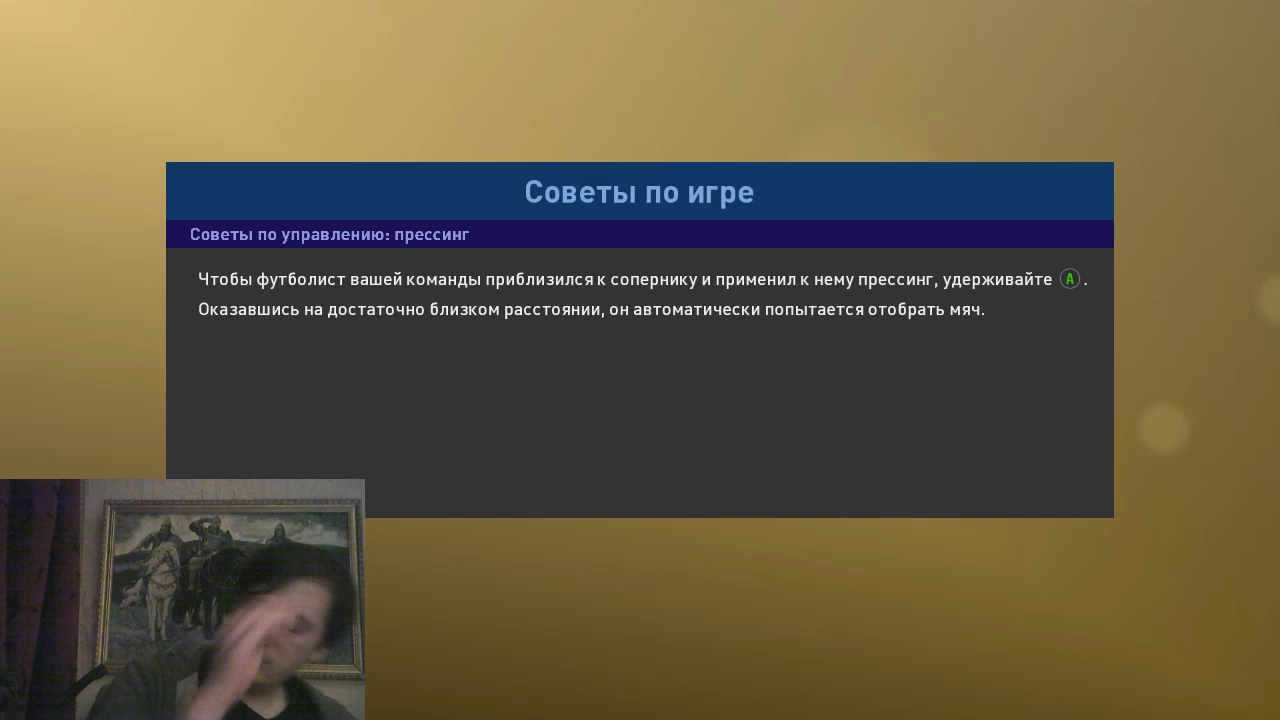 Советы по игре
Советы по управлению: прессинг
Чтобы футболист вашей команды приблизился к сопернику и применил к нему прессинг, удерживайте A.
Оказавшись на достаточно близком расстоянии, он автоматически попытается отобрать мяч.